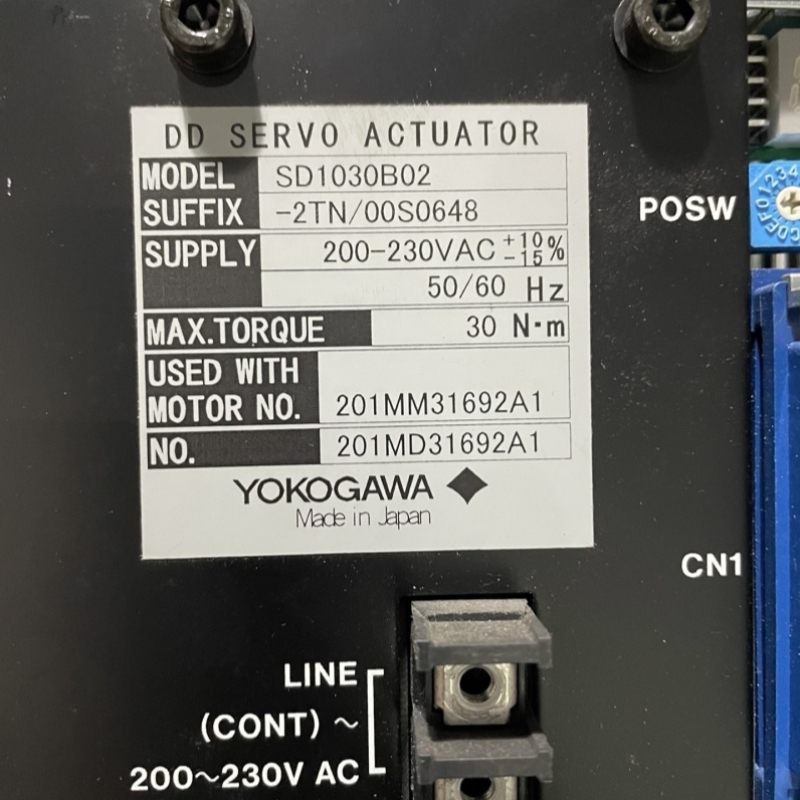 DD SERVO ACTUATOR
MODEL SD1030B02
SUFFIX -2TN/00S0648
SUPPLY 200-230VAC +10 -15 %
50/60 Hz
MAX.TORQUE 30 N·m
USED WITH
MOTOR NO. 201MM31692A1
NO. 201MD31692A1
YOKOGAWA
Made in Japan
POSW
CN1
LINE
(CONT) ~
200~230V AC